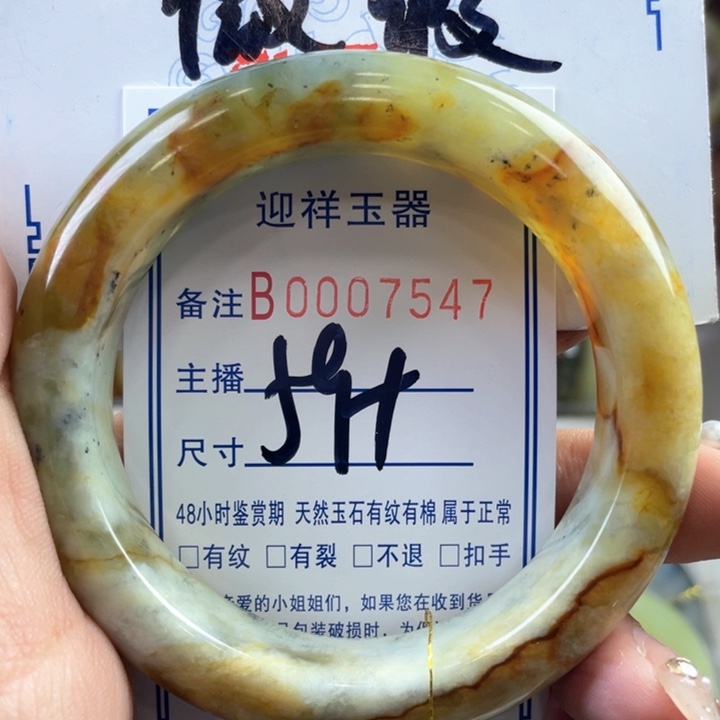 迎祥玉器
备注B0007547
主播
尺寸
48小时鉴赏期 天然玉石有纹有棉 属于正常
□有纹 □有裂 □不退 □扣手
爱的小姐姐们，如果您在收到货
包装破损时，为